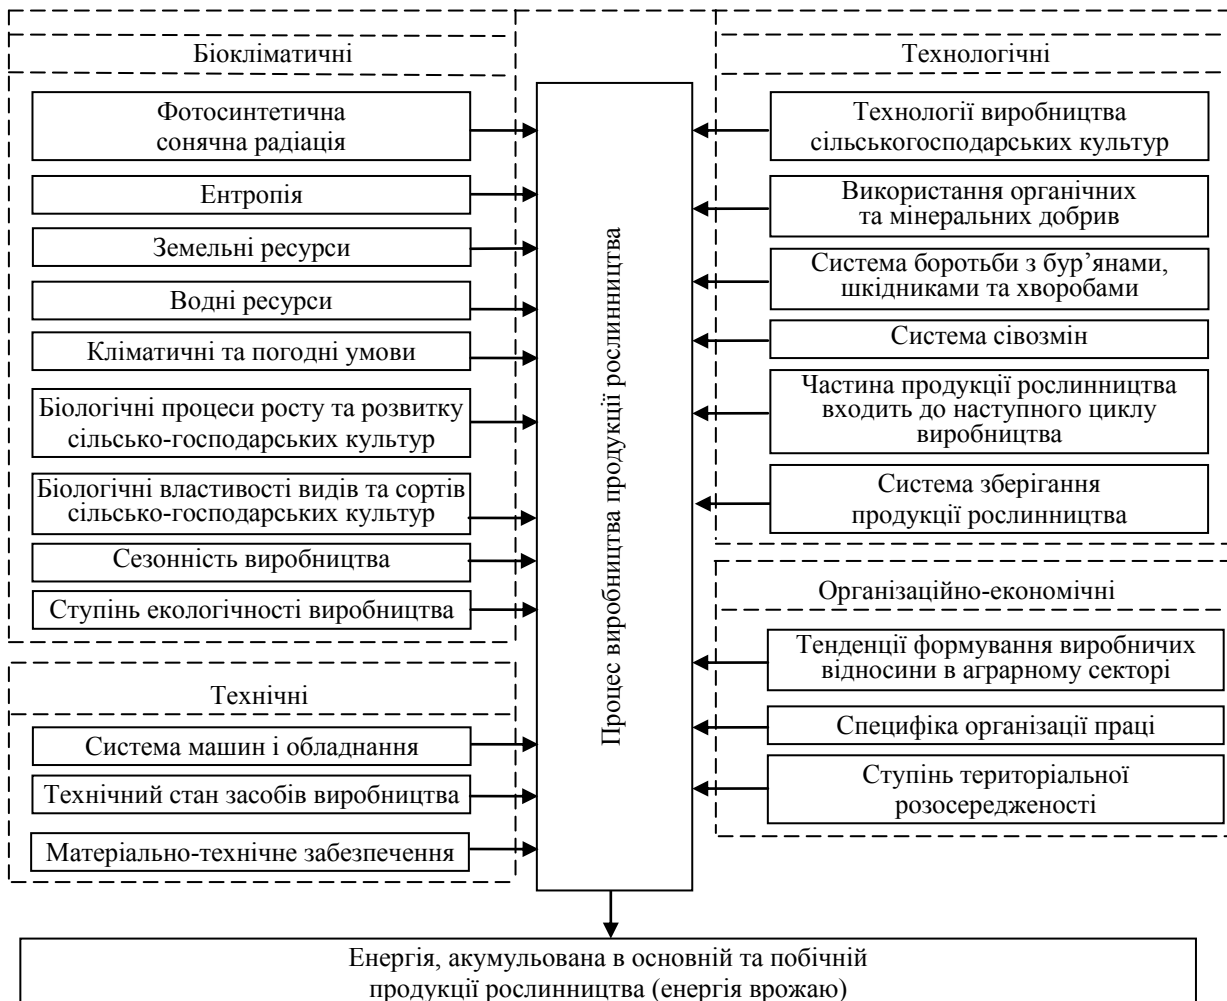 Біокліматичні
Фотосинтетична
сонячна радіація
Ентропія
Земельні ресурси
Водні ресурси
Кліматичні та погодні умови
Біологічні процеси росту та розвитку
сільсько-господарських культур
Біологічні властивості видів та сортів
сільсько-господарських культур
Сезонність виробництва
Ступінь екологічності виробництва
Технічні
Система машин і обладнання
Технічний стан засобів виробництва
Матеріально-технічне забезпечення
Процес виробництва продукції рослинництва
Технологічні
Технології виробництва
сільськогосподарських культур
Використання органічних
та мінеральних добрив
Система боротьби з бур’янами,
шкідниками та хворобами
Система сівозмін
Частина продукції рослинництва
входить до наступного циклу
виробництва
Система зберігання
продукції рослинництва
Організаційно-економічні
Тенденції формування виробничих
відносини в аграрному секторі
Специфіка організації праці
Ступінь територіальної
розосередженості
Енергія, акумульована в основній та побічній
продукції рослинництва (енергія врожаю)